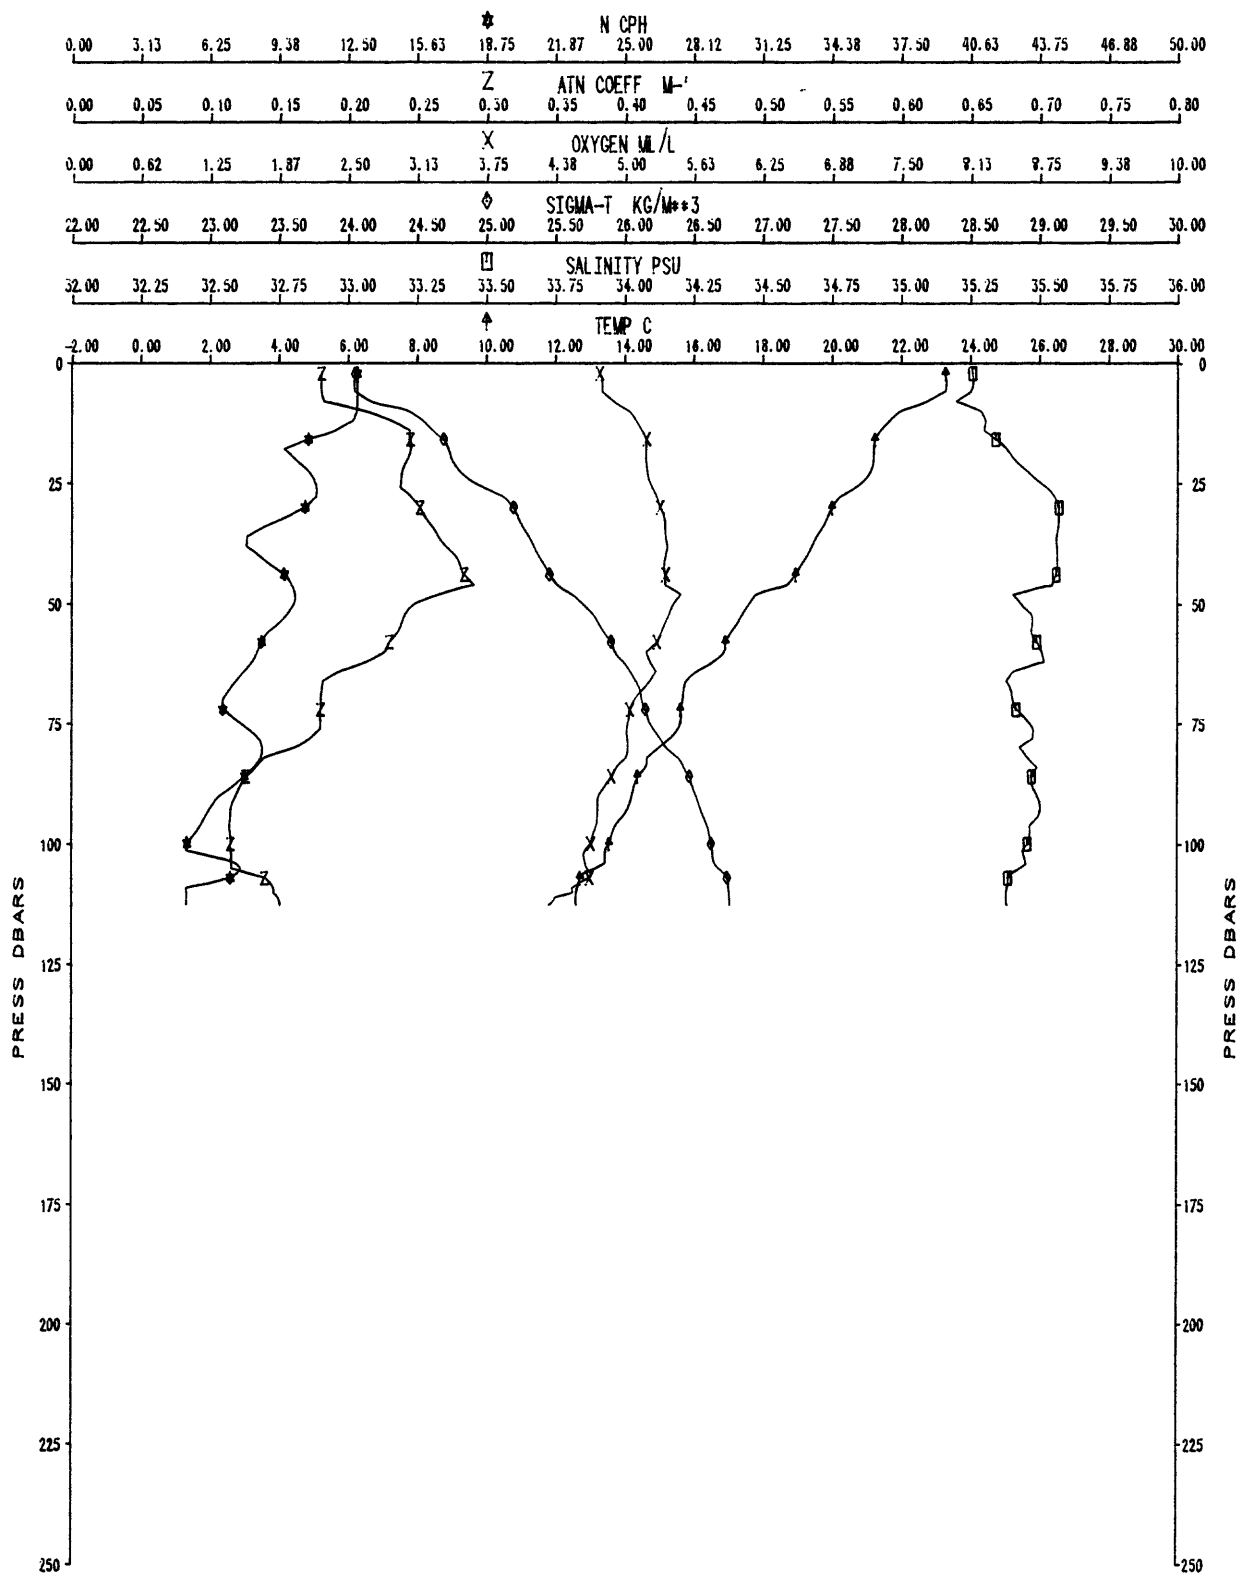 N CPH
0.00 3.13 6.25 9.38 12.50 15.63 18.75 21.87 25.00 28.12 31.25 34.38 37.50 40.63 43.75 46.88 50.00
Z ATN COEFF M-'
0.00 0.05 0.10 0.15 0.20 0.25 0.30 0.35 0.40 0.45 0.50 0.55 0.60 0.65 0.70 0.75 0.80
X OXYGEN ML/L
0.00 0.62 1.25 1.87 2.50 3.13 3.75 4.38 5.00 5.63 6.25 6.88 7.50 8.13 8.75 9.38 10.00
SIGMA-T KG/M**3
22.00 22.50 23.00 23.50 24.00 24.50 25.00 25.50 26.00 26.50 27.00 27.50 28.00 28.50 29.00 29.50 30.00
SALINITY PSU
32.00 32.25 32.50 32.75 33.00 33.25 33.50 33.75 34.00 34.25 34.50 34.75 35.00 35.25 35.50 35.75 36.00
TEMP C
-2.00 0.00 2.00 4.00 6.00 8.00 10.00 12.00 14.00 16.00 18.00 20.00 22.00 24.00 26.00 28.00 30.00
0 0
25 25
50 50
75 75
100 100
PRESS DBARS PRESS DBARS
125 125
150 150
175 175
200 200
225 225
250 250